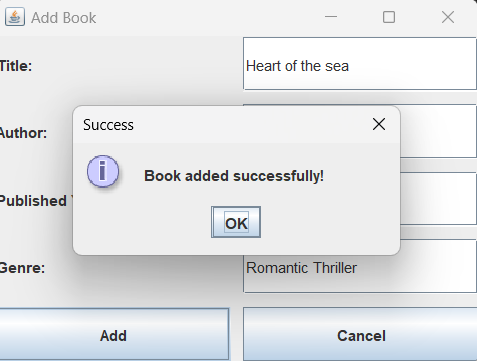 Add Book
Title:
Heart of the sea
Success
Author:
Book added successfully!
Published
OK
Genre:
Romantic Thriller
Add
Cancel